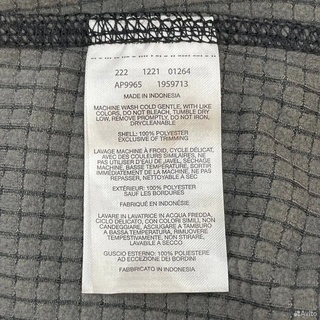 222 1221 01264
AP9965 1959713
MADE IN INDONESIA
MACHINE WASH COLD GENTLE, WITH LIKE
COLORS, DO NOT BLEACH, TUMBLE DRY
LOW, REMOVE PROMPTLY, DO NOT IRON,
DRYCLEANABLE
SHELL: 100% POLYESTER
EXCLUSIVE OF TRIMMING
LAVAGE MACHINE À FROID, CYCLE DÉLICAT,
AVEC DES COULEURS SIMILAIRES, NE
PAS UTILISER D'EAU DE JAVEL, SÉCHAGE
MACHINE, BASSE TEMPÉRATURE, SORTIR
IMMÉDIATEMENT DE LA MACHINE, NE PAS
REPASSER, NETTOYABLE À SEC
EXTÉRIEUR: 100% POLYESTER
SAUF LES BORDURES
FABRIQUÉ EN INDONÉSIE
LAVARE IN LAVATRICE IN ACQUA FREDDA,
CICLO DELICATO, CON COLORI SIMILI, NON
CANDEGGIARE, ASCIUGARE A TAMBURO
A BASSA TEMPERATURA, RIMUOVERE
TEMPESTIVAMENTE, NON STIRARE,
LAVABILE A SECCO
GUSCIO ESTERNO: 100% POLIESTERE
AD ECCEZIONE DEI BORDINI
FABBRICATO IN INDONESIA
Avito